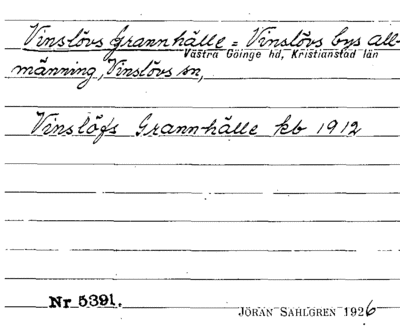 Vinslövs Grannhälle = Vinslövs bys all-
Västra Göinge hd, Kristianstad län
männing, Vinslövs sn,
Vinslöfs Grannhälle kb 1912
Nr 5391.
JÖRAN SAHLGREN 1926